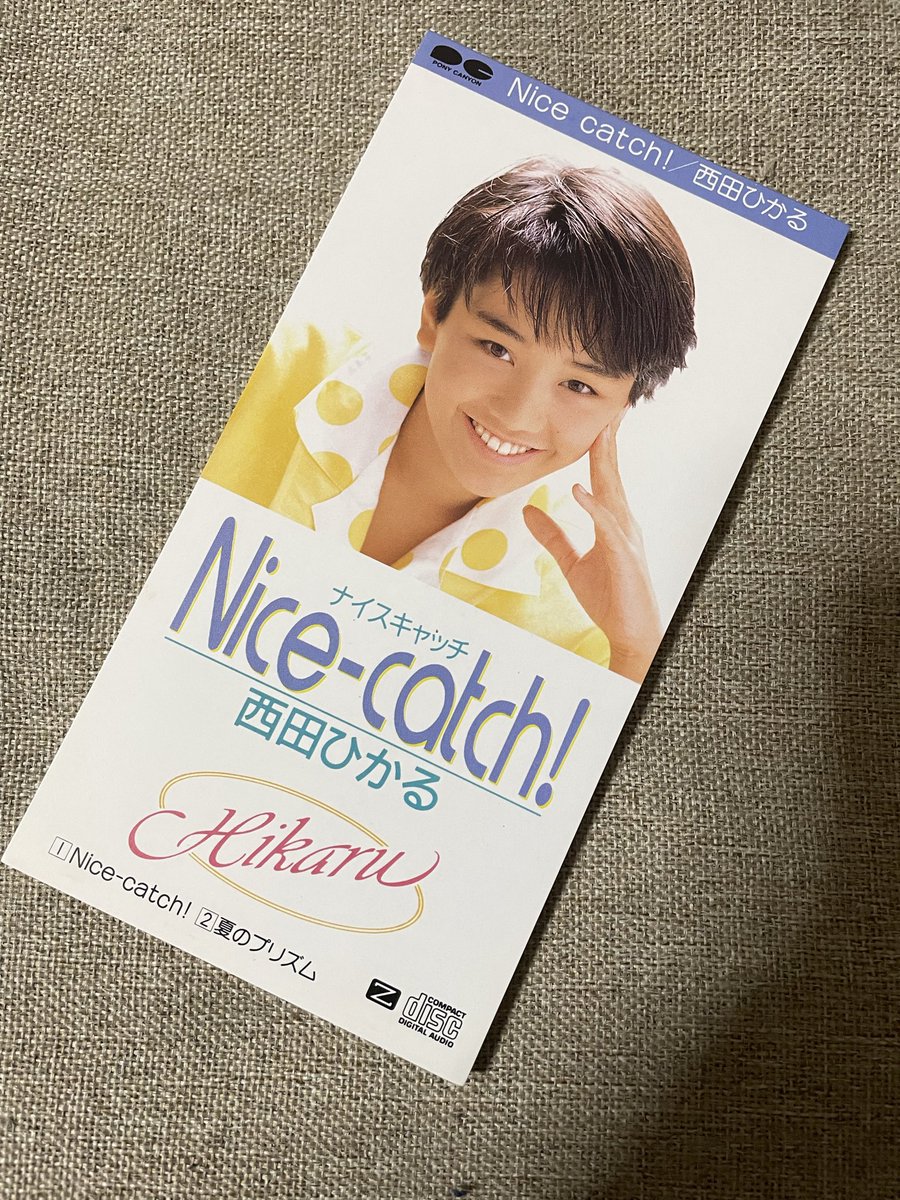 PONY CANYON
Nice catch!／西田ひかる
ナイスキャッチ
Nice-catch!
西田ひかる
Hikaru
1 Nice-catch! 2 夏のプリズム
Z
COMPACT
disc
DIGITAL AUDIO